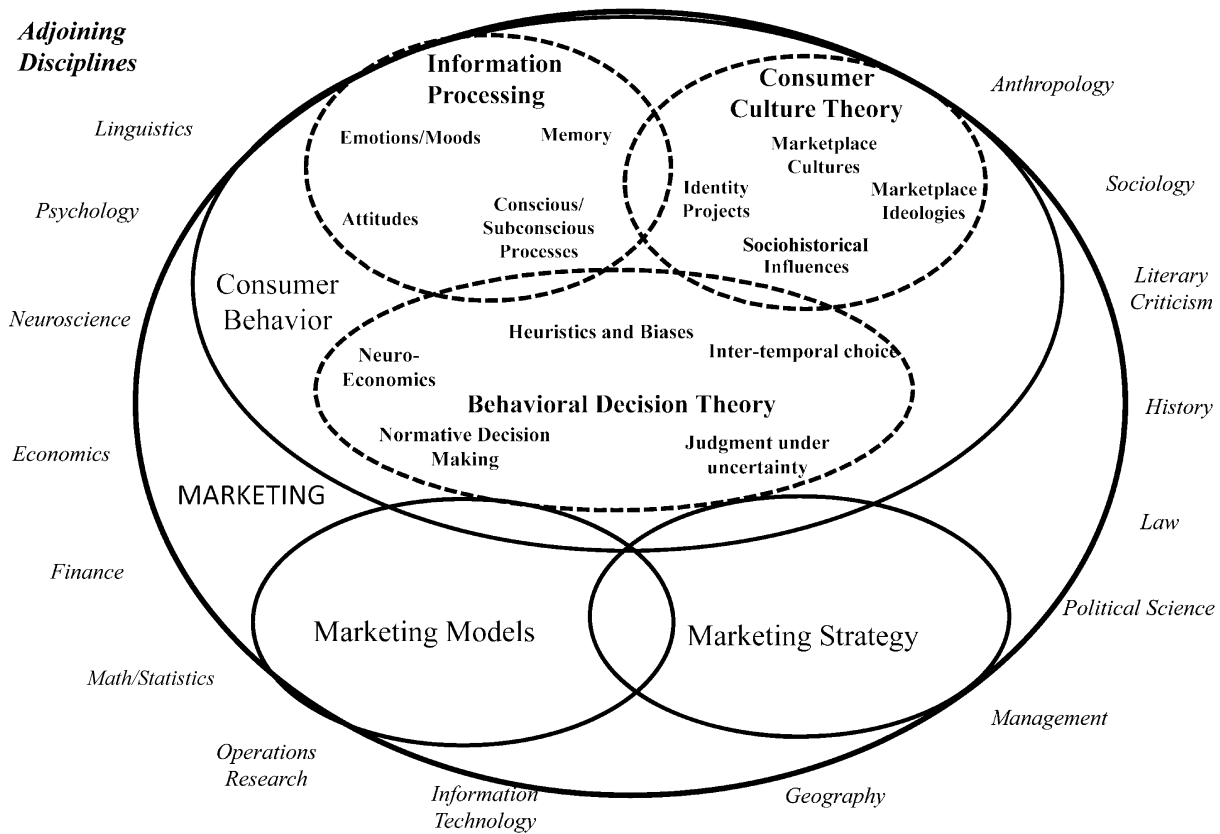 Adjoining
Disciplines
Information
Processing
Emotions/Moods
Memory
Attitudes
Conscious/
Subconscious
Processes
Consumer
Culture Theory
Marketplace
Cultures
Identity
Projects
Marketplace
Ideologies
Sociohistorical
Influences
Consumer
Behavior
Heuristics and Biases
Neuro-
Economics
Inter-temporal choice
Behavioral Decision Theory
Normative Decision
Making
Judgment under
uncertainty
MARKETING
Marketing Models
Marketing Strategy
Linguistics
Psychology
Neuroscience
Economics
Finance
Math/Statistics
Operations
Research
Information
Technology
Geography
Management
Political Science
Law
History
Literary
Criticism
Sociology
Anthropology